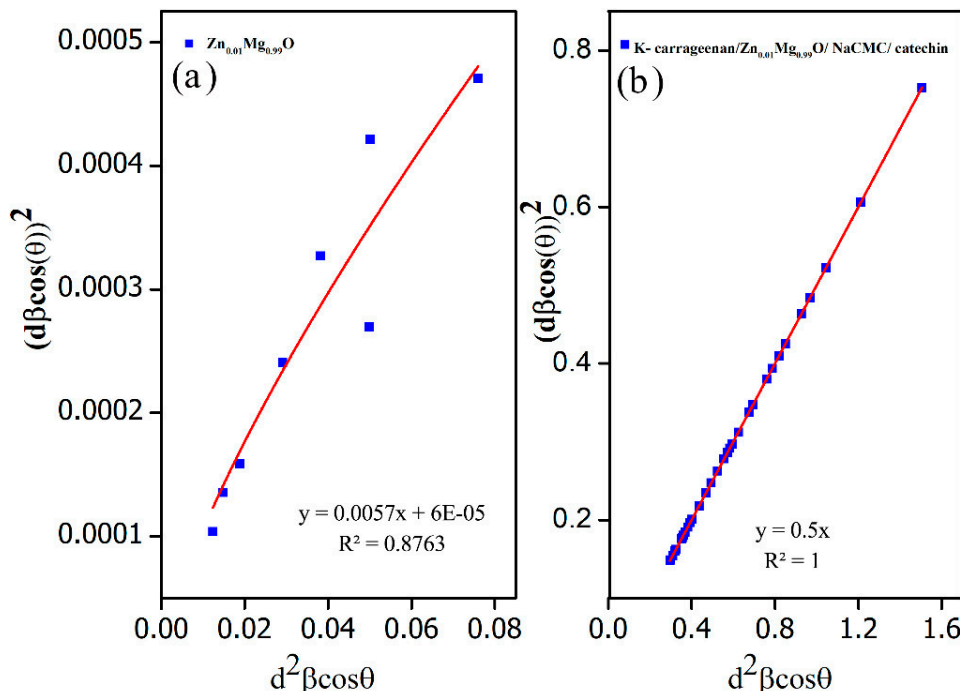 Zn0.01Mg0.99O
(a)
0.0005
0.0004
0.0003
0.0002
0.0001
(dβcos(θ))²
y = 0.0057x + 6E-05
R² = 0.8763
0.00
0.02
0.04
0.06
0.08
d²βcosθ
K- carrageenan/Zn0.01Mg0.99O/ NaCMC/ catechin
(b)
0.8
0.6
0.4
0.2
(dβcos(θ))²
y = 0.5x
R² = 1
0.0
0.4
0.8
1.2
1.6
d²βcosθ